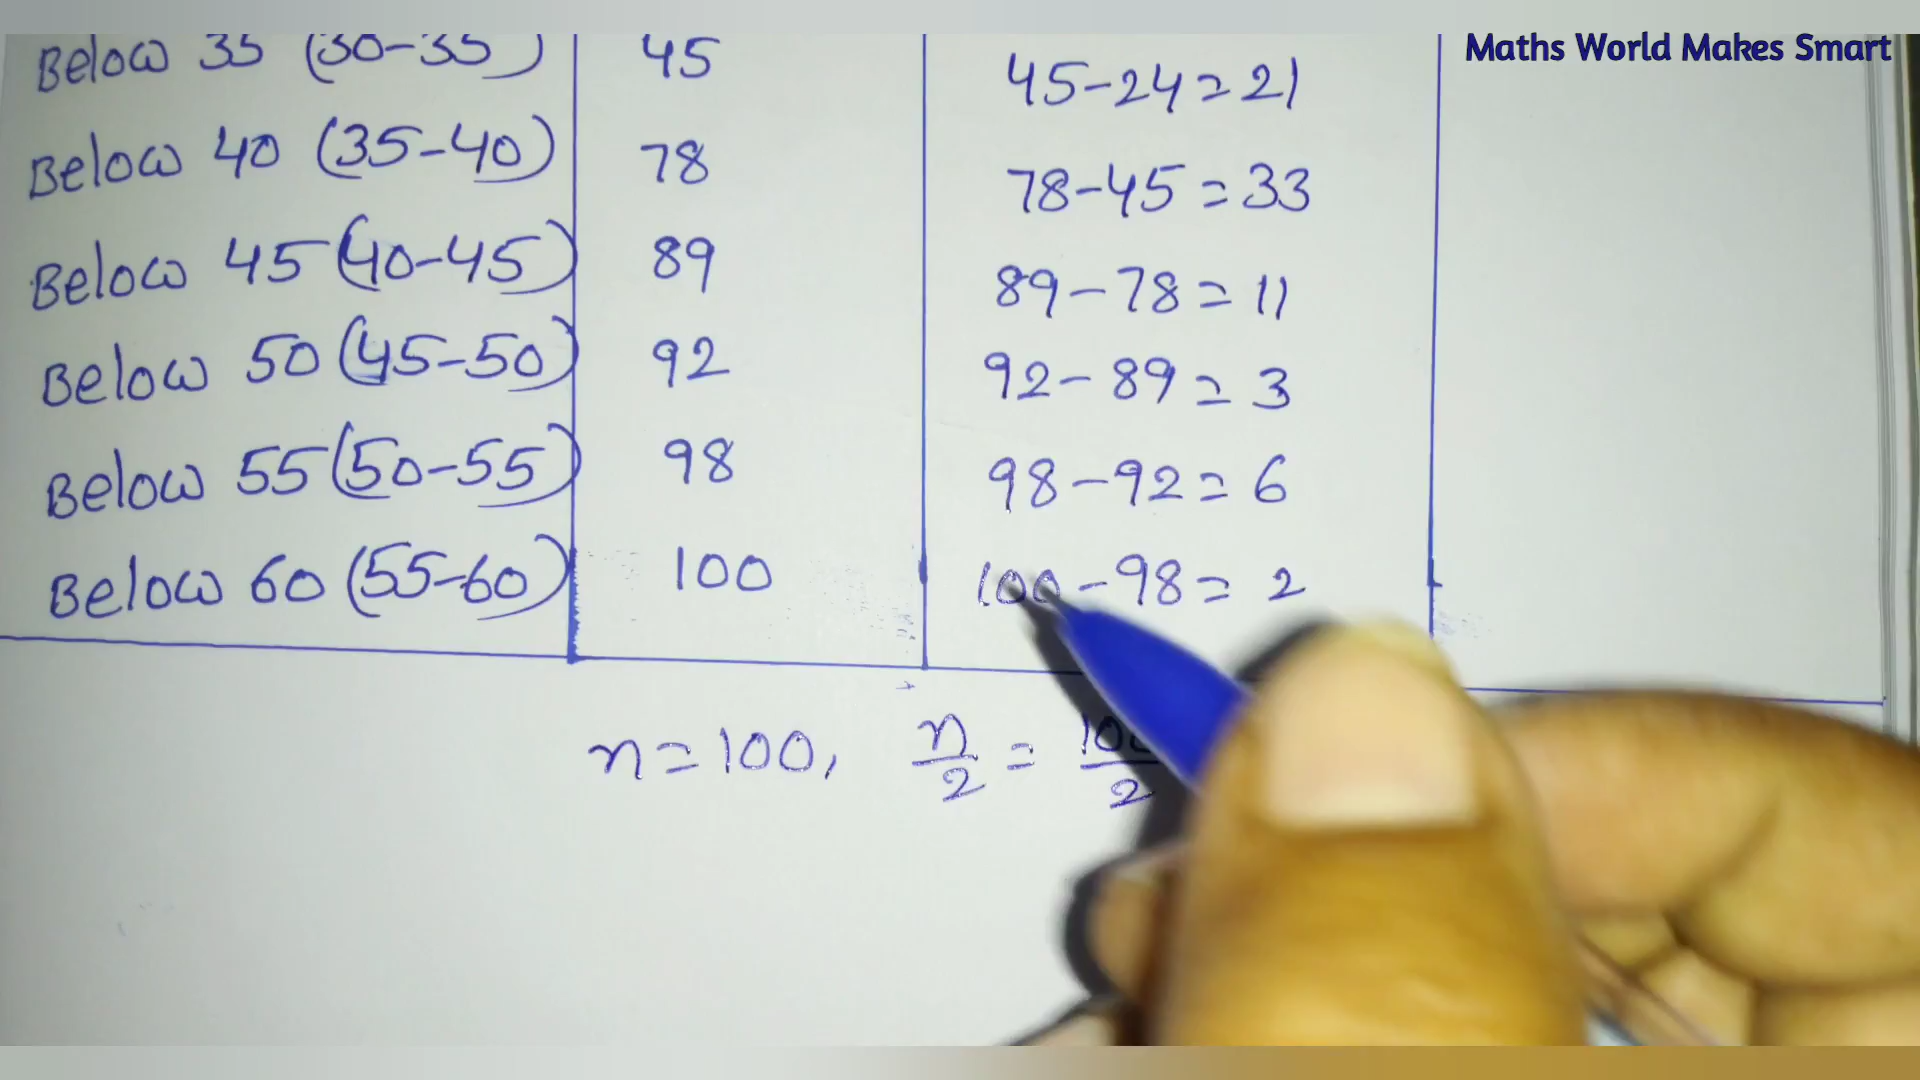 Maths World Makes Smart
Below 35 (30-35) 45 45-24=21
Below 40 (35-40) 78 78-45=33
Below 45 (40-45) 89 89-78=11
Below 50 (45-50) 92 92-89=3
Below 55 (50-55) 98 98-92=6
Below 60 (55-60) 100 100-98=2
n=100, n/2 = 100/2